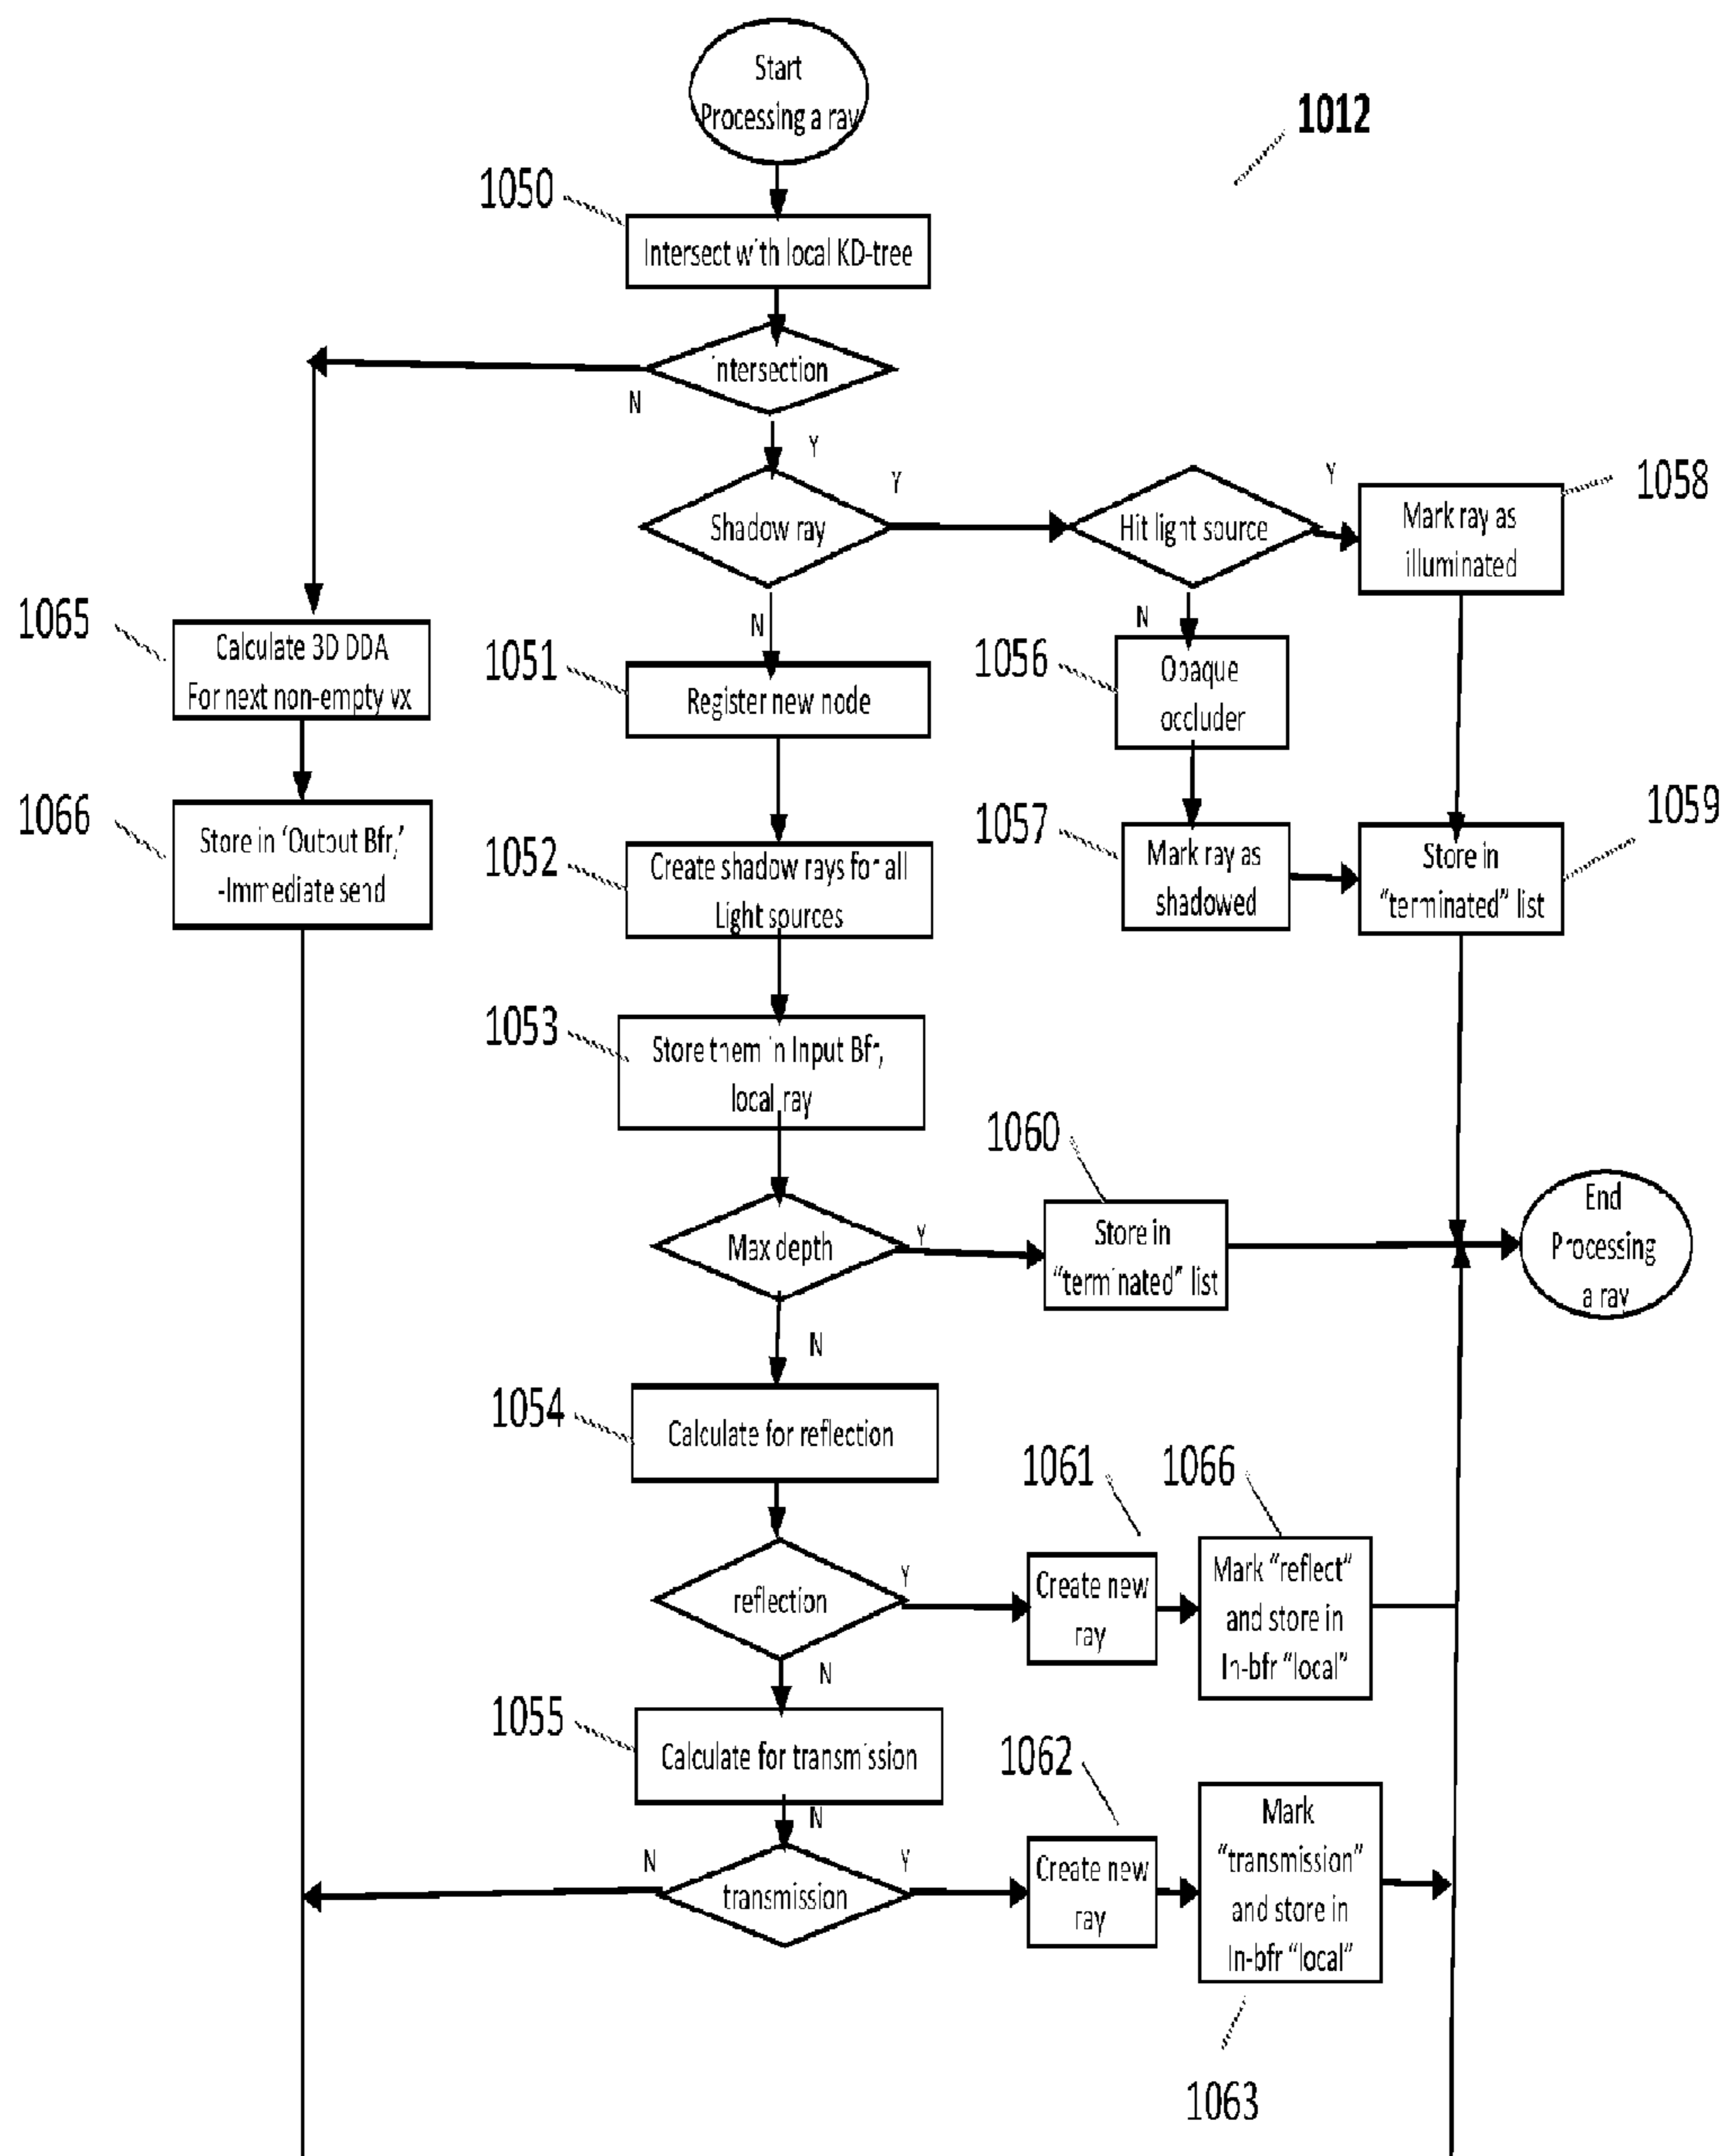 Start
Processing a ray
1012
1050
Intersect with local KD-tree
intersection
N
Y
Shadow ray
Y
Hit light source
Y
1058
Mark ray as
illuminated
N
N
1065
Calculate 3D DDA
For next non-empty vx
1051
Register new node
1056
Opaque
occluder
1066
Store in 'Output Bfr,'
-Immediate send
1052
Create shadow rays for all
Light sources
1057
Mark ray as
shadowed
1059
Store in
"terminated" list
1053
Store them in Input Bfr,
local ray
1060
Max depth
Y
Store in
"terminated" list
End
Processing
a ray
N
1054
Calculate for reflection
1061
1066
reflection
Y
Create new
ray
Mark "reflect"
and store in
In-bfr "local"
N
1055
Calculate for transmission
1062
N
N
transmission
Y
Create new
ray
Mark
"transmission"
and store in
In-bfr "local"
1063